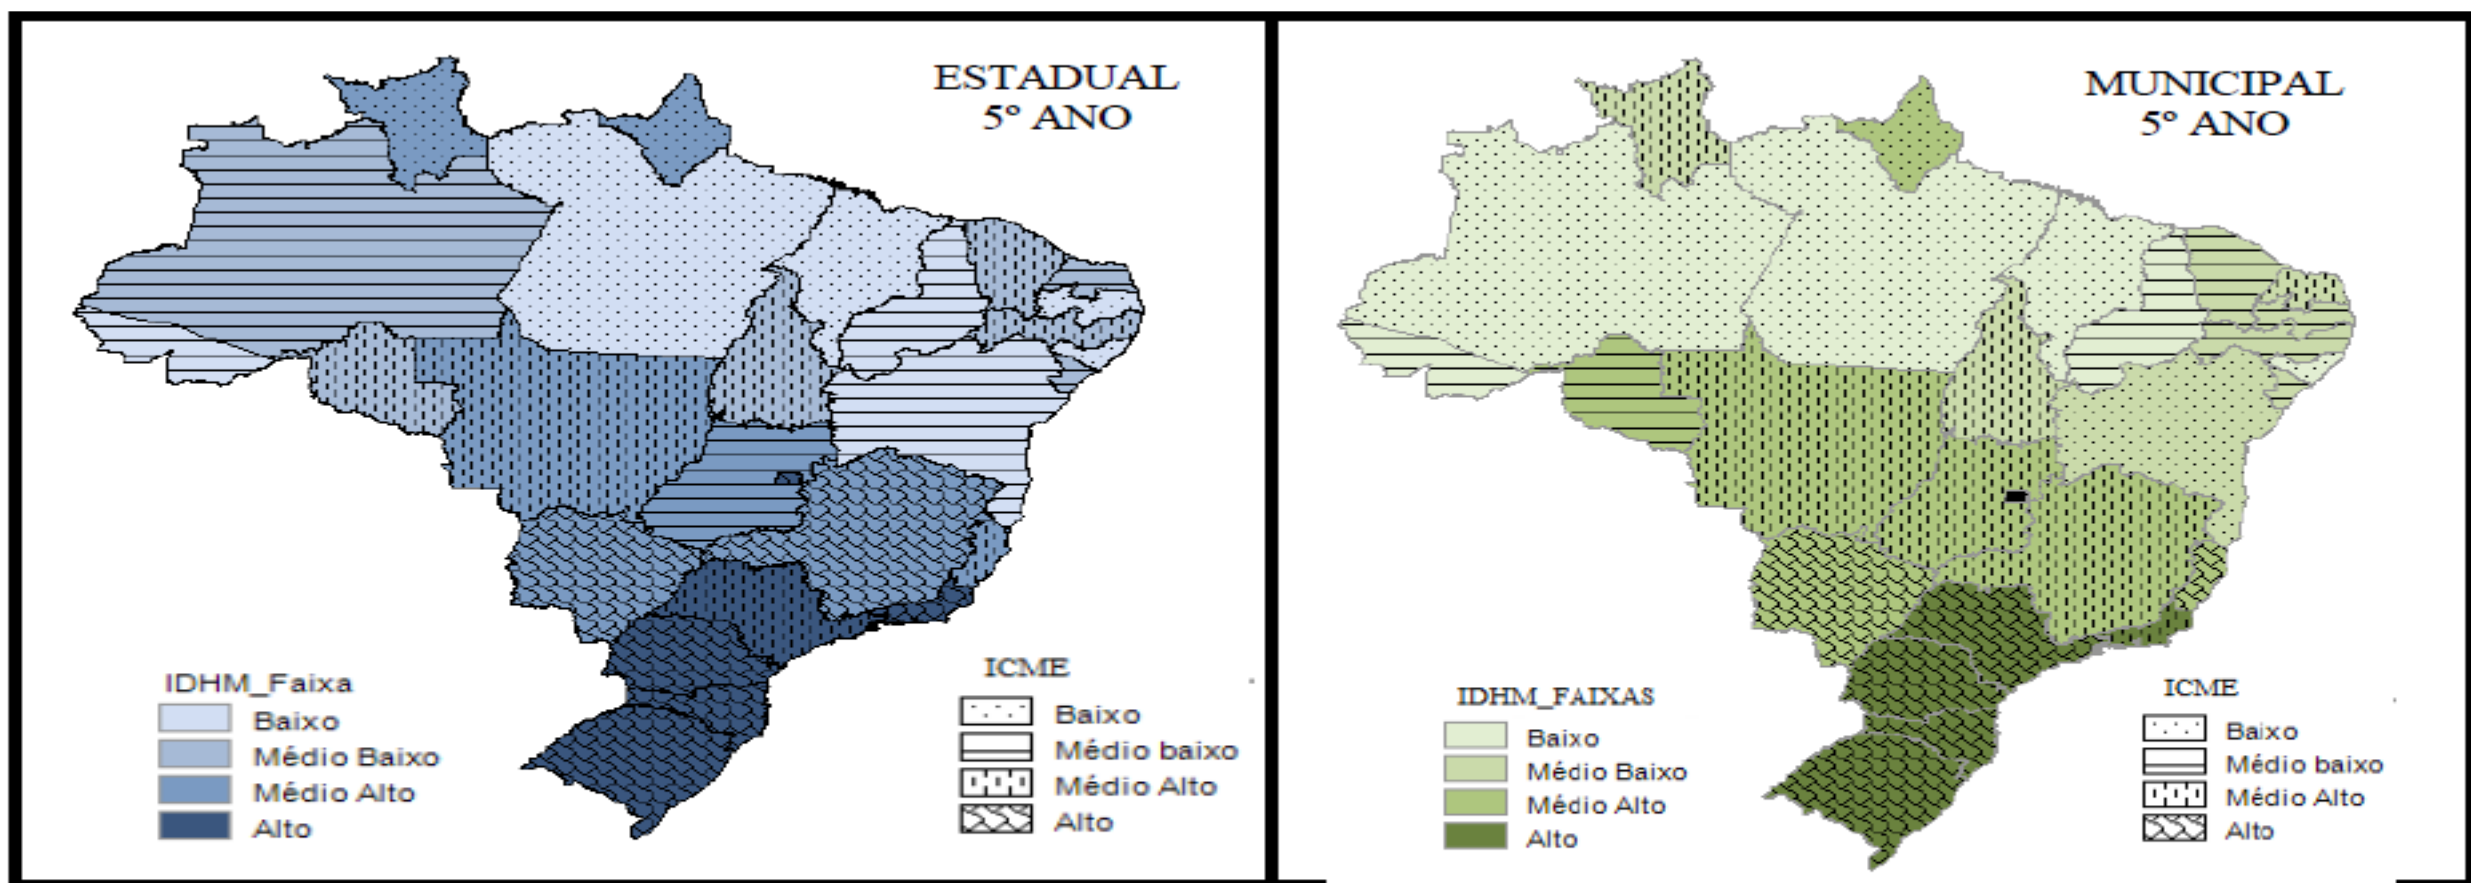 ESTADUAL
5º ANO
IDHM_Faixa
Baixo
Médio Baixo
Médio Alto
Alto
ICME
Baixo
Médio baixo
Médio Alto
Alto
MUNICIPAL
5º ANO
IDHM_FAIXAS
Baixo
Médio Baixo
Médio Alto
Alto
ICME
Baixo
Médio baixo
Médio Alto
Alto